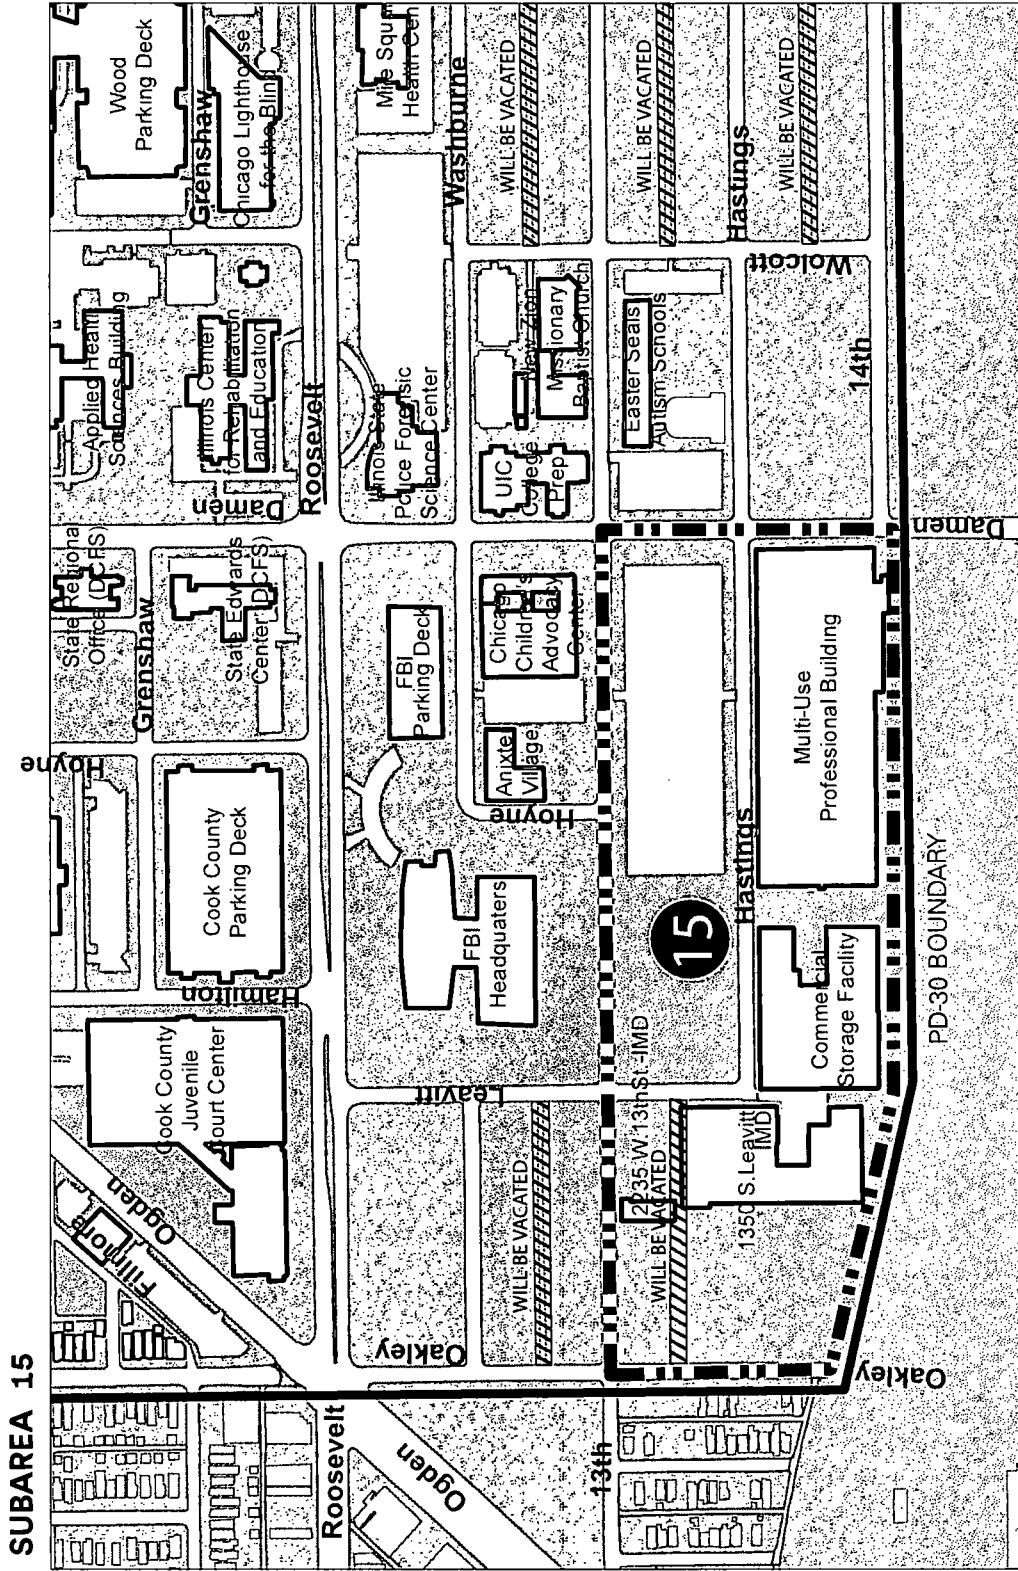 SUBAREA 15
Wood
Parking Deck
Grenshaw
Chicago Lighthouse
for the Blind
Mile Squ
Health Cen
Washburne
WILL BE VACATED
WILL BE VACATED
Hastings
WILL BE VACATED
Wolcott
Applied Health
Sciences Building
Illinois Center
for Rehabilitation
and Education
Damen
Roosevelt
Illinois State
Police Forensic
Science Center
New Zion
Missionary
Baptist Church
UIC
College
Prep
Easter Seals
Autism Schools
14th
Damen
State Regional
Office (DCFS)
Grenshaw
State Edwards
Center (DCFS)
FBI
Parking Deck
Chicago
Children's
Advocacy
Center
Anixter
Village
Hoyne
Hoyne
Cook County
Parking Deck
Hamilton
FBI
Headquaters
15
Hastings
Multi-Use
Professional Building
Commercial
Storage Facility
PD-30 BOUNDARY
Cook County
Juvenile
Court Center
Leavitt
Ogden
Fillmore
WILL BE VACATED
2235 W.13th St.-IMD
WILL BE VACATED
1350 S.Leavitt
IMD
Oakley
Oakley
Roosevelt
Ogden
13th